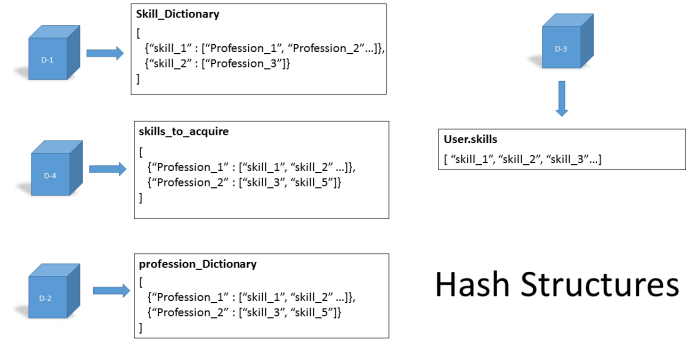 Skill_Dictionary
[
{“skill_1” : [“Profession_1”, “Profession_2”...]},
{“skill_2” : [“Profession_3”]}
]
D-1
D-3
skills_to_acquire
[
{“Profession_1” : [“skill_1”, “skill_2” ...]},
{“Profession_2” : [“skill_3”, “skill_5”]}
]
D-4
User.skills
[ “skill_1”, “skill_2”, “skill_3”...]
profession_Dictionary
[
{“Profession_1” : [“skill_1”, “skill_2” ...]},
{“Profession_2” : [“skill_3”, “skill_5”]}
]
D-2
Hash Structures